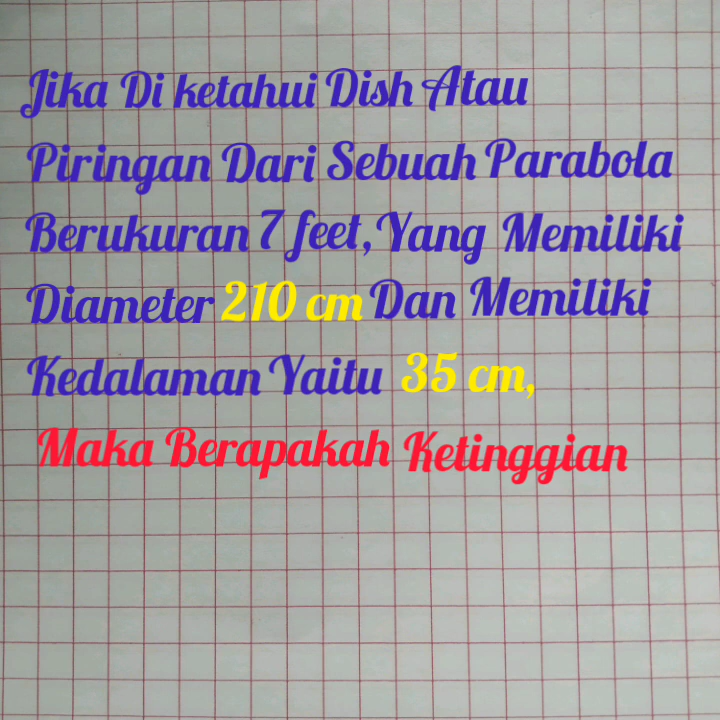 Jika Di ketahui Dish Atau
Piringan Dari Sebuah Parabola
Berukuran 7 feet, Yang Memiliki
Diameter 210 cm Dan Memiliki
Kedalaman Yaitu 35 cm,
Maka Berapakah Ketinggian